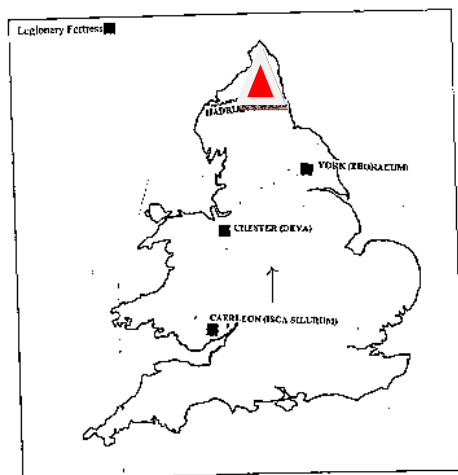 Legionary Fortress
YORK (EBORACUM)
CHESTER (DEVA)
CAERLEON (ISCA SILURUM)